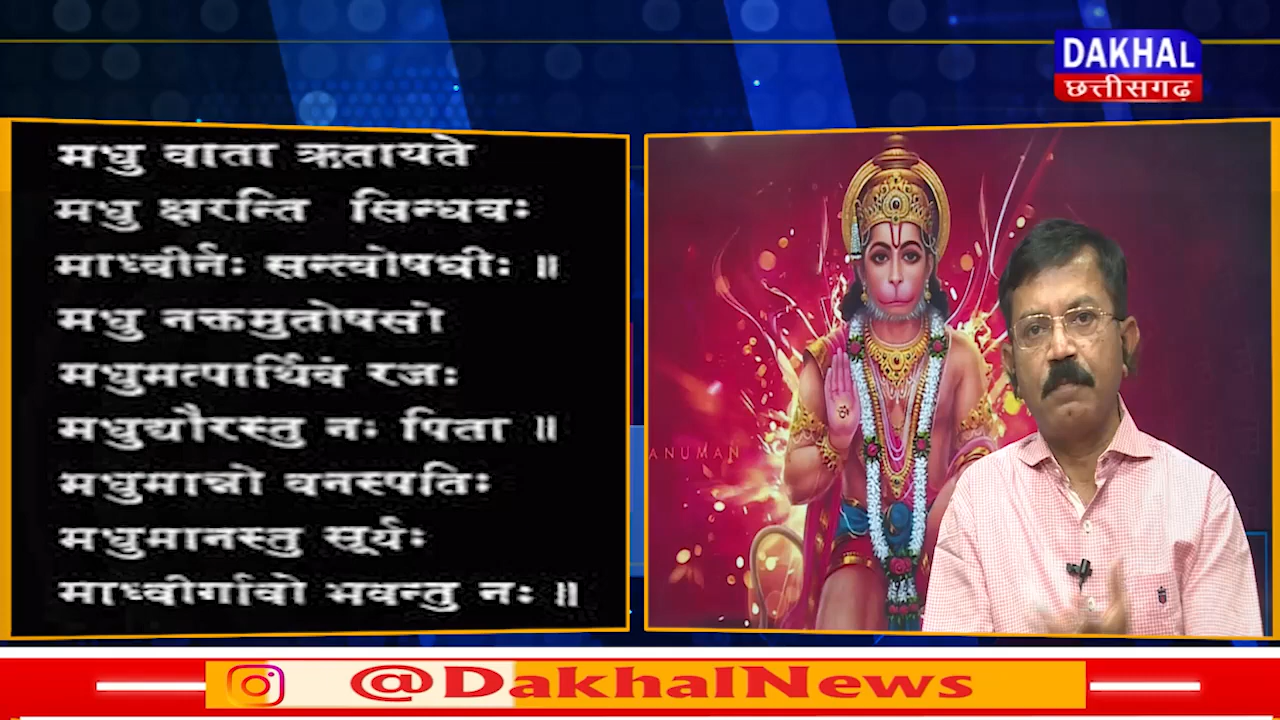 DAKHAL
छत्तीसगढ़
मधु वाता ऋतायते
मधु क्षरन्ति सिन्धवः
माध्वीर्नः सन्त्वोषधीः ॥
मधु नक्तमुतोषसो
मधुमत्पार्थिवं रजः
मधुद्यौरस्तु नः पिता ॥
मधुमान्नो वनस्पतिः
मधुमानस्तु सूर्यः
माध्वीर्गावो भवन्तु नः ॥
ANUMAN
@DakhalNews